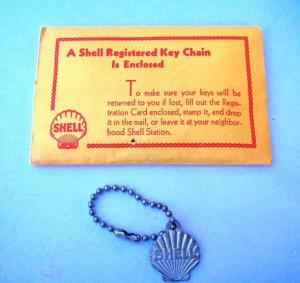 A Shell Registered Key Chain
Is Enclosed
To make sure your keys will be
returned to you if lost, fill out the Regis-
tration Card enclosed, stamp it, and drop
it in the mail, or leave it at your neighbor-
hood Shell Station.
SHELL
SHELL